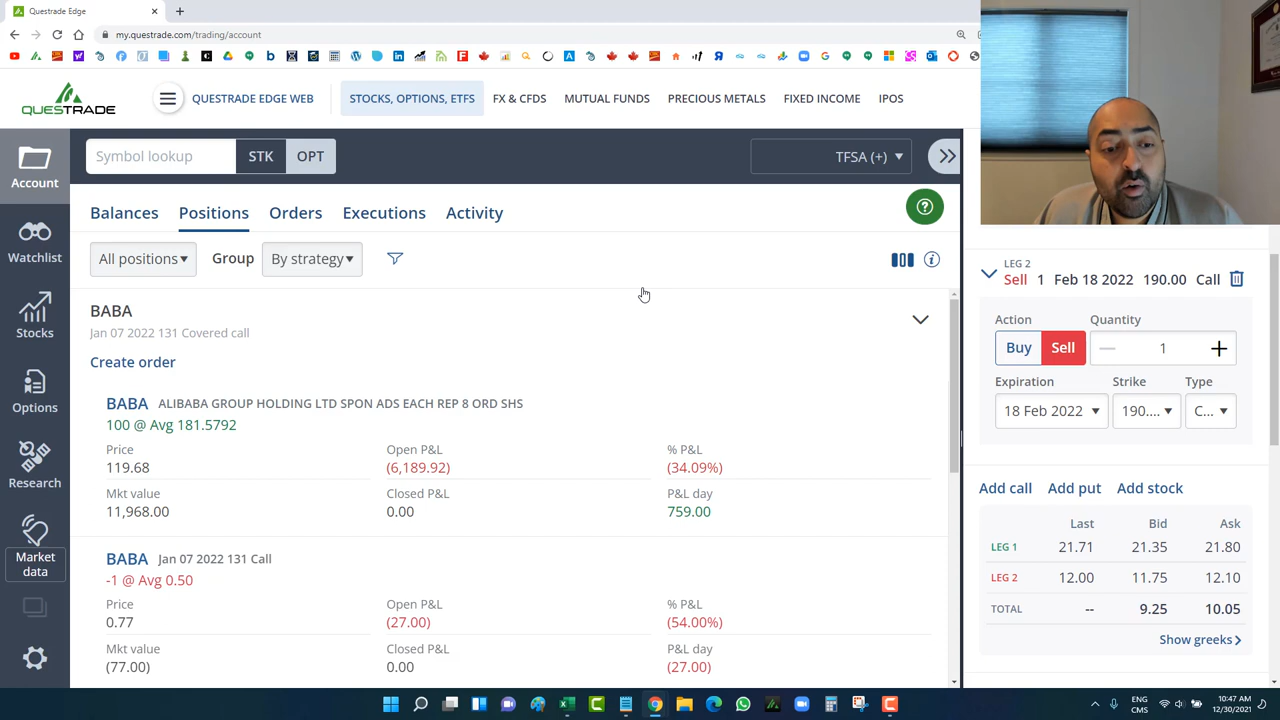 Questrade Edge
my.questrade.com/trading/account
QUESTRADE
QUESTRADE EDGE WEB STOCKS, OPTIONS, ETFS FX & CFDS MUTUAL FUNDS PRECIOUS METALS FIXED INCOME IPOS
Symbol lookup STK OPT TFSA (+)
Account
Watchlist
Stocks
Options
Research
Market
data
Balances Positions Orders Executions Activity
All positions Group By strategy
BABA
Jan 07 2022 131 Covered call
Create order
BABA ALIBABA GROUP HOLDING LTD SPON ADS EACH REP 8 ORD SHS
100 @ Avg 181.5792
Price Open P&L % P&L
119.68 (6,189.92) (34.09%)
Mkt value Closed P&L P&L day
11,968.00 0.00 759.00
BABA Jan 07 2022 131 Call
-1 @ Avg 0.50
Price Open P&L % P&L
0.77 (27.00) (54.00%)
Mkt value Closed P&L P&L day
(77.00) 0.00 (27.00)
LEG 2
Sell 1 Feb 18 2022 190.00 Call
Action Quantity
Buy Sell 1
Expiration Strike Type
18 Feb 2022 190.... C...
Add call Add put Add stock
Last Bid Ask
LEG 1 21.71 21.35 21.80
LEG 2 12.00 11.75 12.10
TOTAL -- 9.25 10.05
Show greeks
ENG
CMS
10:47 AM
12/30/2021